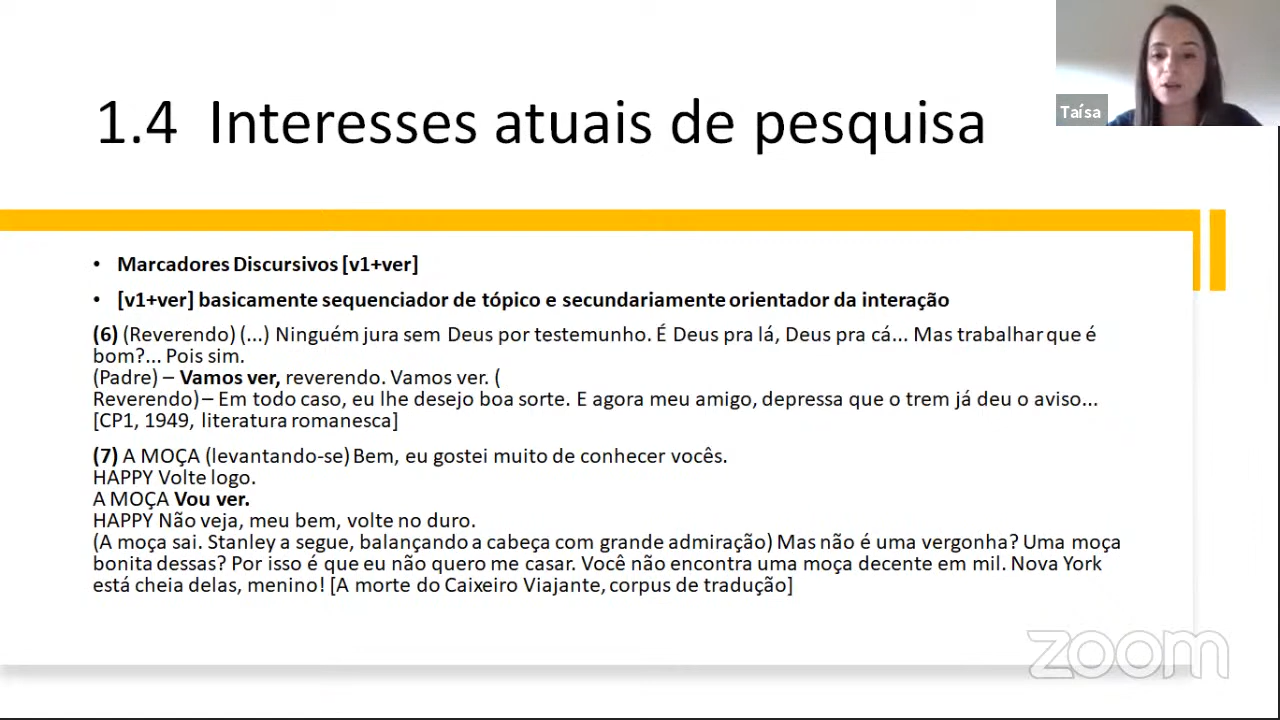 1.4 Interesses atuais de pesquisa
Taísa
• Marcadores Discursivos [v1+ver]
• [v1+ver] basicamente sequenciador de tópico e secundariamente orientador da interação
(6) (Reverendo) (...) Ninguém jura sem Deus por testemunho. É Deus pra lá, Deus pra cá... Mas trabalhar que é
bom?... Pois sim.
(Padre) – Vamos ver, reverendo. Vamos ver. (
Reverendo) – Em todo caso, eu lhe desejo boa sorte. E agora meu amigo, depressa que o trem já deu o aviso...
[CP1, 1949, literatura romanesca]
(7) A MOÇA (levantando-se) Bem, eu gostei muito de conhecer vocês.
HAPPY Volte logo.
A MOÇA Vou ver.
HAPPY Não veja, meu bem, volte no duro.
(A moça sai. Stanley a segue, balançando a cabeça com grande admiração) Mas não é uma vergonha? Uma moça
bonita dessas? Por isso é que eu não quero me casar. Você não encontra uma moça decente em mil. Nova York
está cheia delas, menino! [A morte do Caixeiro Viajante, corpus de tradução]
zoom